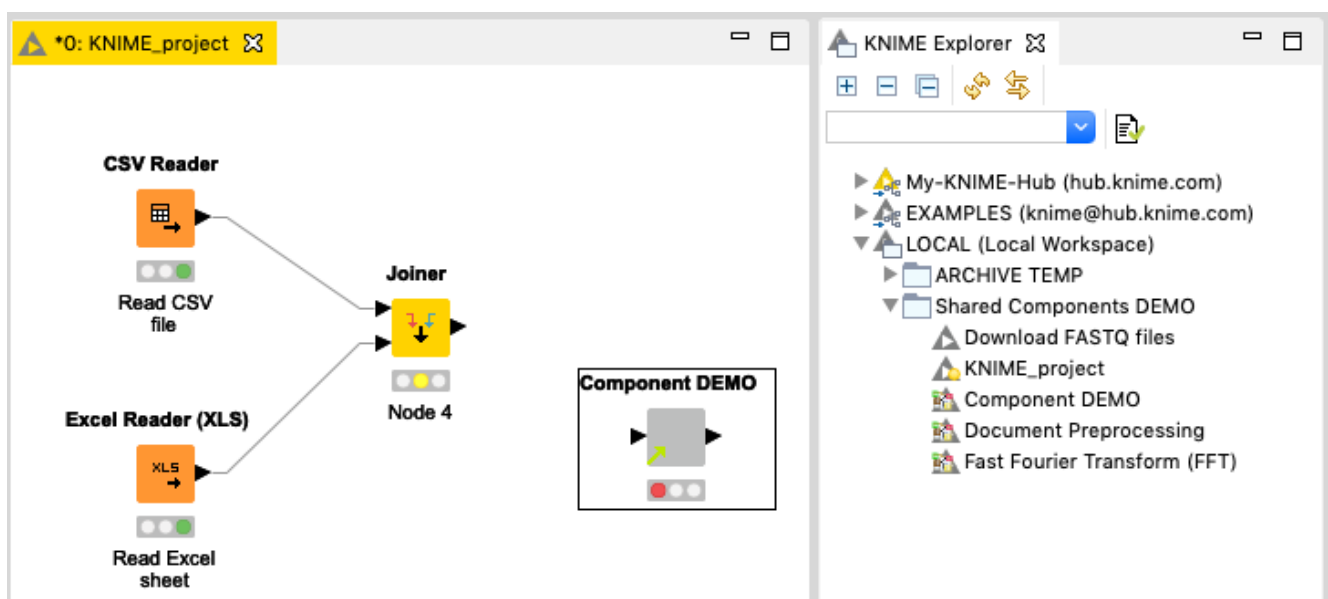 *0: KNIME_project
CSV Reader
Read CSV
file
Joiner
Node 4
Excel Reader (XLS)
XLS
Read Excel
sheet
Component DEMO
KNIME Explorer
My-KNIME-Hub (hub.knime.com)
EXAMPLES (knime@hub.knime.com)
LOCAL (Local Workspace)
ARCHIVE TEMP
Shared Components DEMO
Download FASTQ files
KNIME_project
Component DEMO
Document Preprocessing
Fast Fourier Transform (FFT)